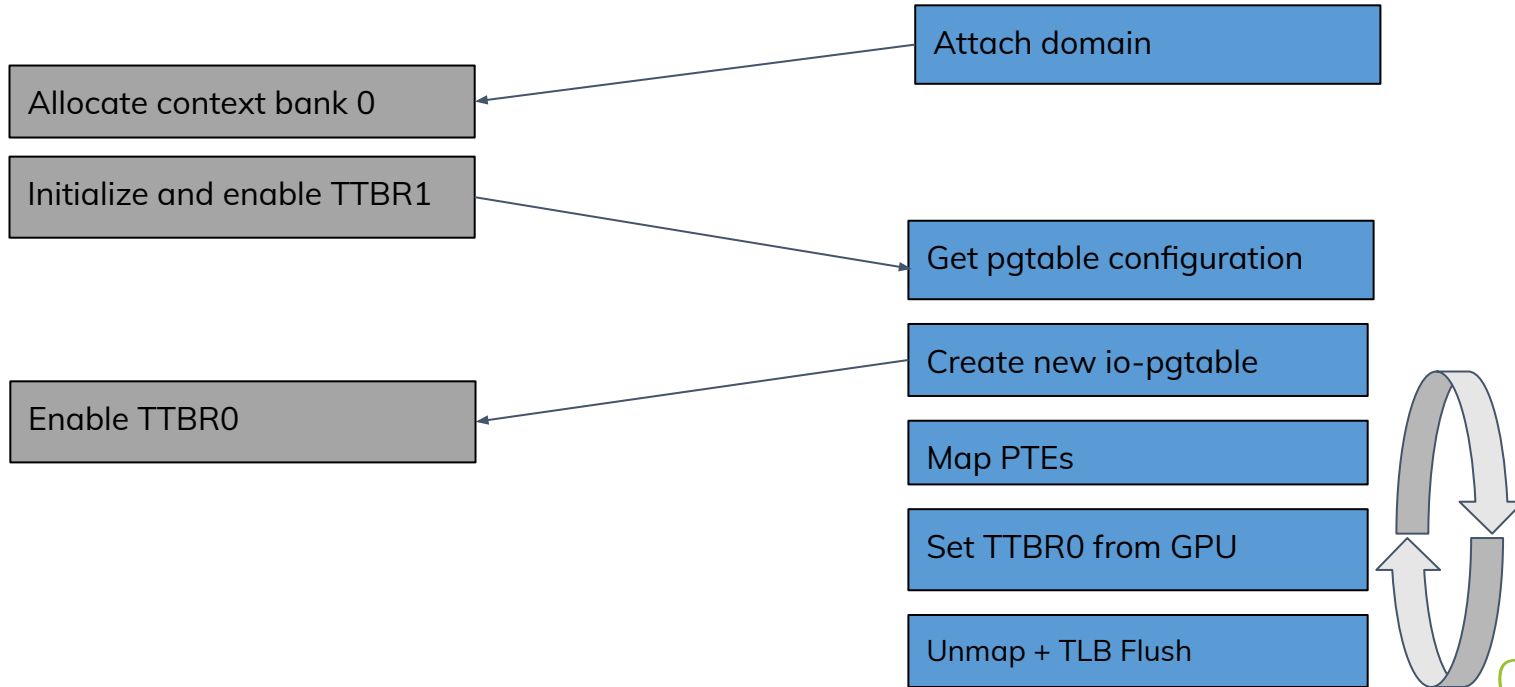 Attach domain
Allocate context bank 0
Initialize and enable TTBR1
Get pgtable configuration
Create new io-pgtable
Enable TTBR0
Map PTEs
Set TTBR0 from GPU
Unmap + TLB Flush